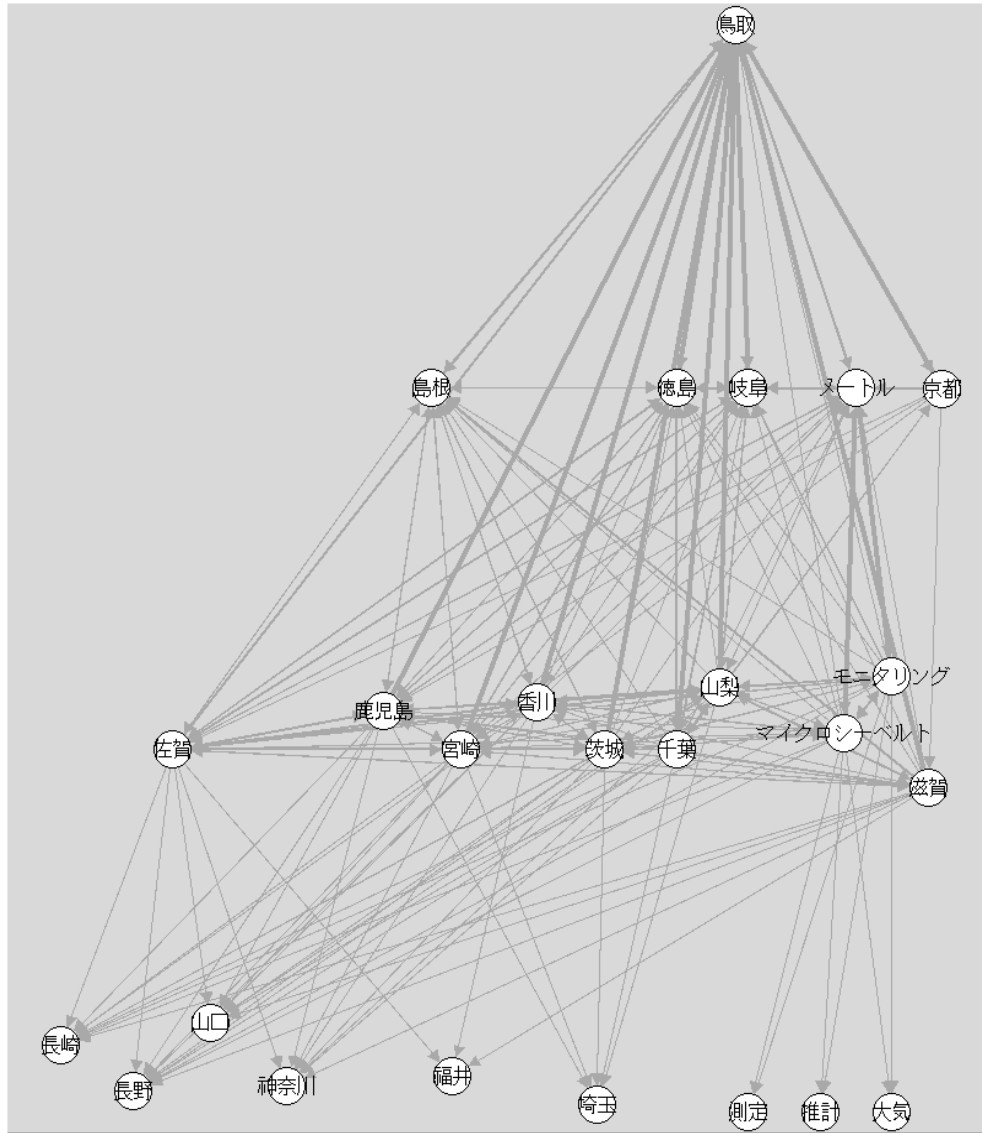 鳥取
島根
徳島
岐阜
メートル
京都
モニタリング
山梨
香川
鹿児島
マイクロシーベルト
佐賀
宮崎
茨城
千葉
滋賀
山口
長崎
福井
神奈川
長野
埼玉
測定
推計
大気